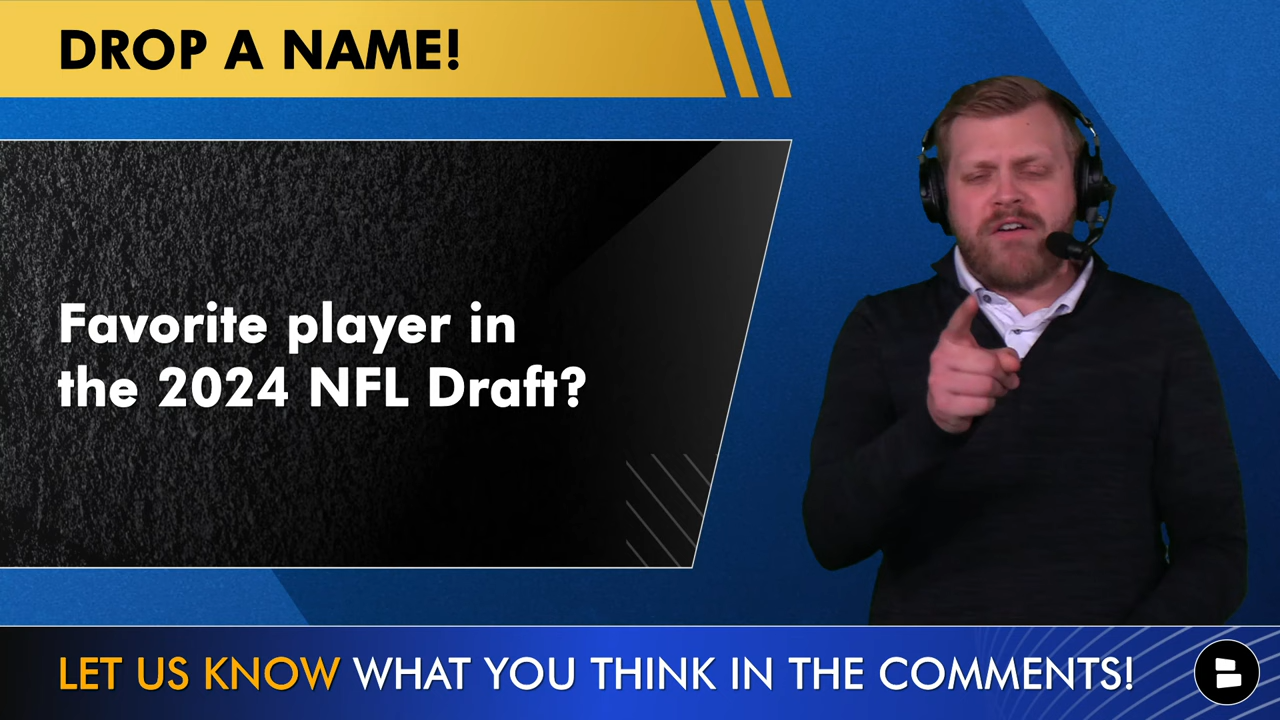 DROP A NAME!
Favorite player in
the 2024 NFL Draft?
LET US KNOW WHAT YOU THINK IN THE COMMENTS!